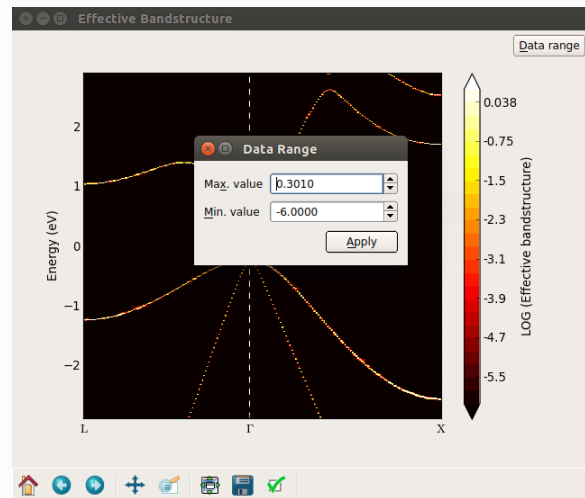 Effective Bandstructure
Data range
Data Range
Max. value 0.3010
Min. value -6.0000
Apply
Energy (eV)
2
1
0
−1
−2
L Γ X
0.038
-0.75
-1.5
-2.3
-3.1
-3.9
-4.7
-5.5
LOG (Effective bandstructure)